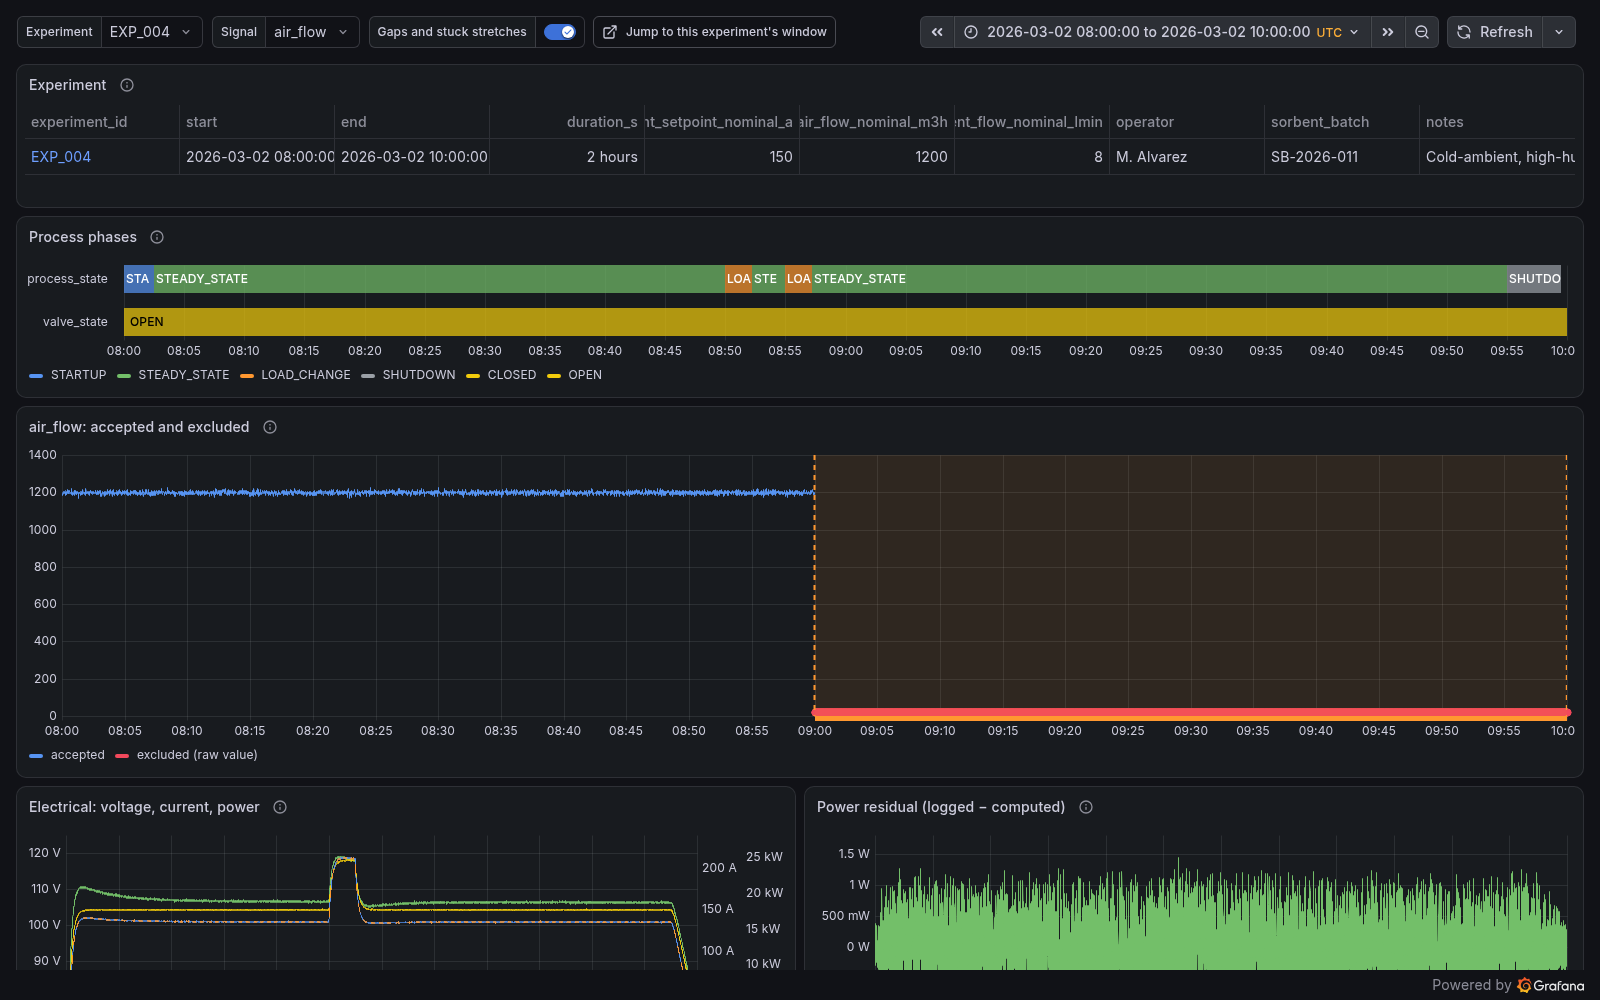 Experiment EXP_004 Signal air_flow Gaps and stuck stretches Jump to this experiment's window 2026-03-02 08:00:00 to 2026-03-02 10:00:00 UTC Refresh
Experiment
experiment_id start end duration_s nt_setpoint_nominal_a air_flow_nominal_m3h ent_flow_nominal_lmin operator sorbent_batch notes
EXP_004 2026-03-02 08:00:00 2026-03-02 10:00:00 2 hours 150 1200 8 M. Alvarez SB-2026-011 Cold-ambient, high-hu
Process phases
process_state STA STEADY_STATE LOA STE LOA STEADY_STATE SHUTDO
valve_state OPEN
08:00 08:05 08:10 08:15 08:20 08:25 08:30 08:35 08:40 08:45 08:50 08:55 09:00 09:05 09:10 09:15 09:20 09:25 09:30 09:35 09:40 09:45 09:50 09:55 10:0
STARTUP STEADY_STATE LOAD_CHANGE SHUTDOWN CLOSED OPEN
air_flow: accepted and excluded
1400
1200
1000
800
600
400
200
0
08:00 08:05 08:10 08:15 08:20 08:25 08:30 08:35 08:40 08:45 08:50 08:55 09:00 09:05 09:10 09:15 09:20 09:25 09:30 09:35 09:40 09:45 09:50 09:55 10:0
accepted excluded (raw value)
Electrical: voltage, current, power
120 V
110 V
100 V
90 V
200 A
150 A
100 A
25 kW
20 kW
15 kW
10 kW
Power residual (logged – computed)
1.5 W
1 W
500 mW
0 W
Powered by Grafana